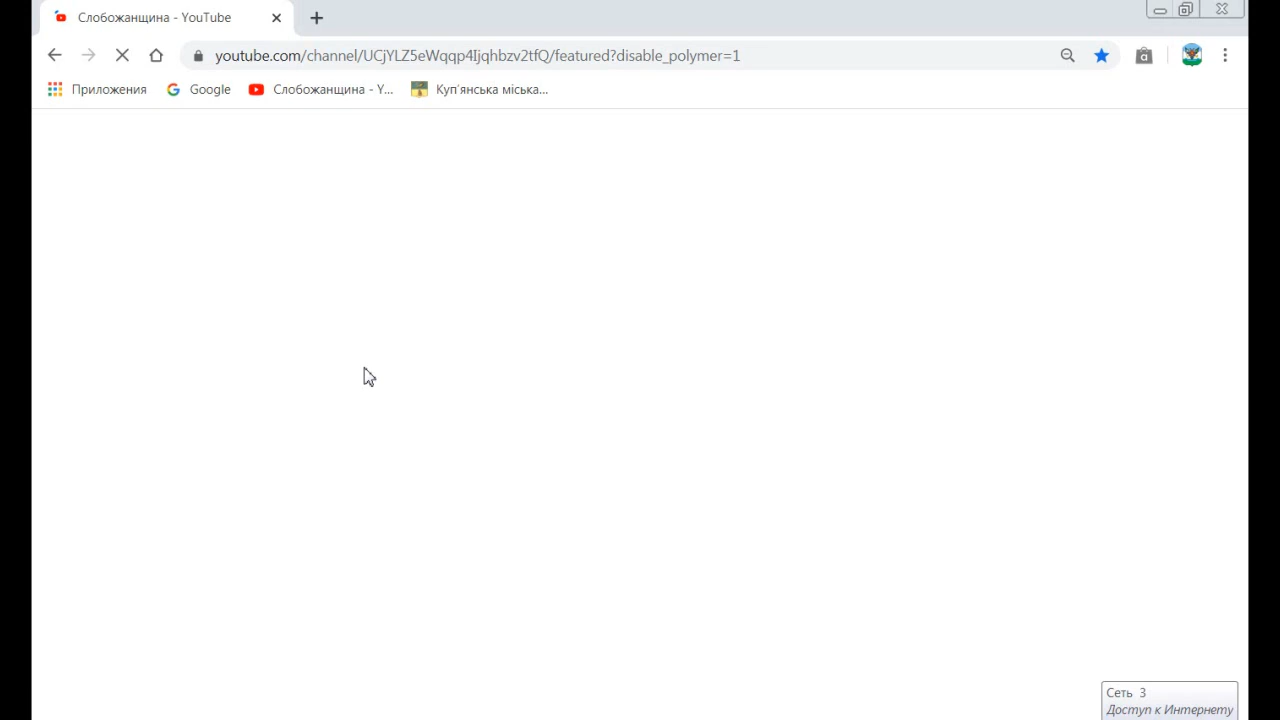 Слобожанщина - YouTube
youtube.com/channel/UCjYLZ5eWqqp4Ijqhbzv2tfQ/featured?disable_polymer=1
Приложения Google Слобожанщина - Y... Куп'янська міська...
Сеть 3
Доступ к Интернету